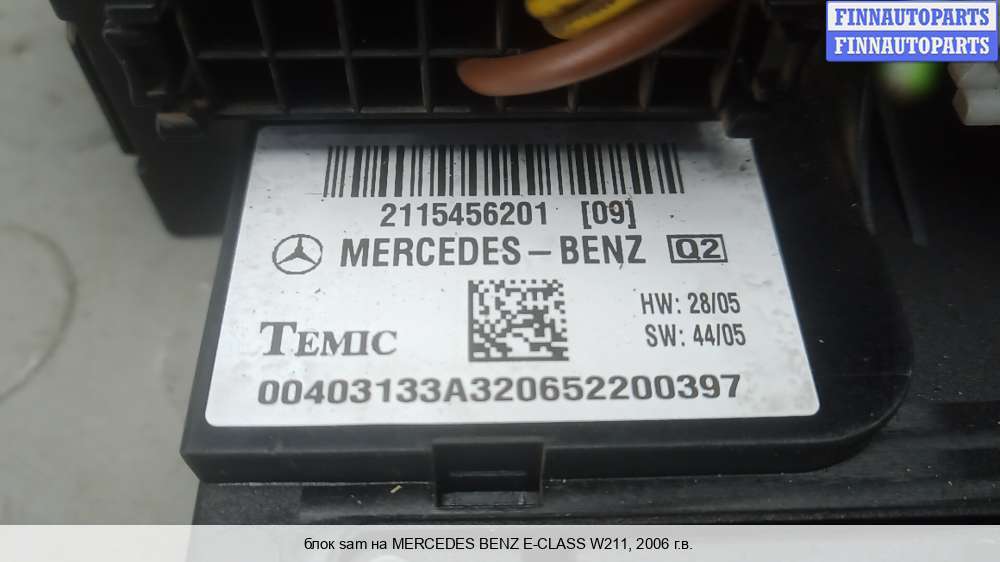 FINNAUTOPARTS
FINNAUTOPARTS
2115456201 [09]
MERCEDES-BENZ Q2
HW: 28/05
TEMIC
SW: 44/05
00403133A320652200397
блок sam на MERCEDES BENZ E-CLASS W211, 2006 г.в.